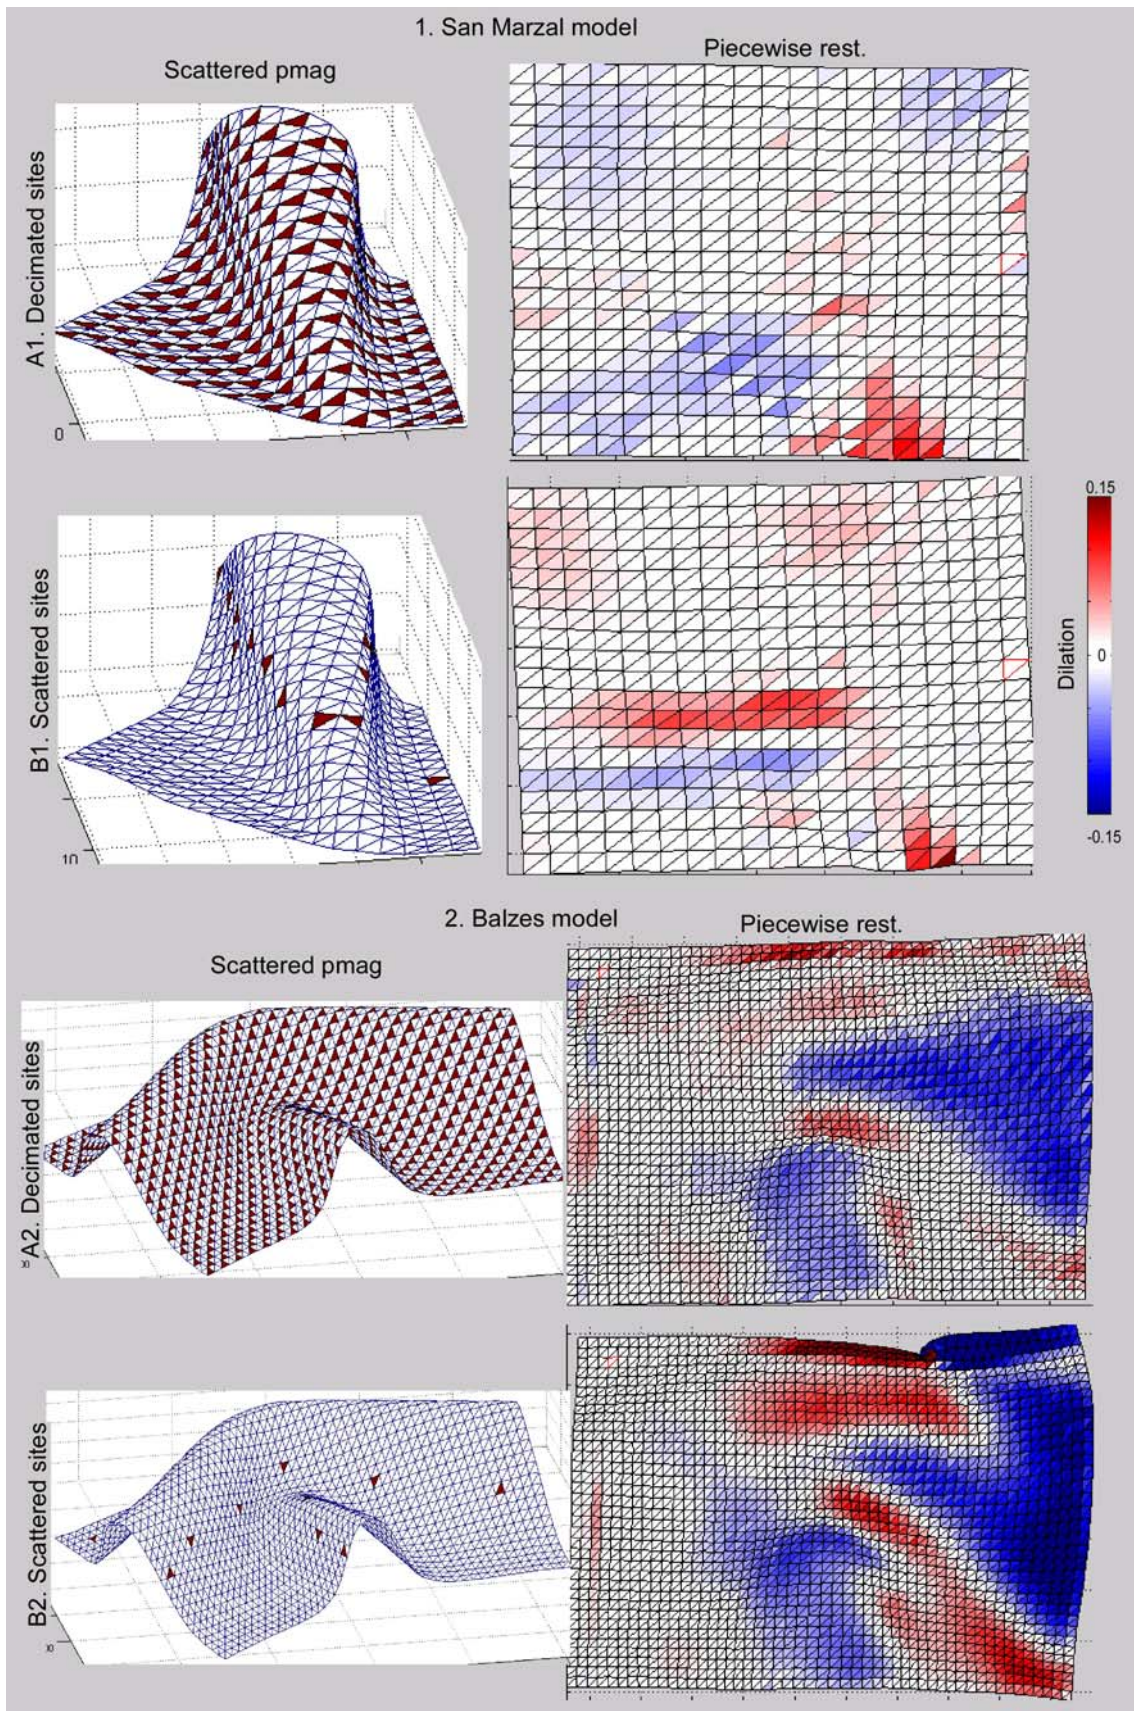 1. San Marzal model
Scattered pmag
Piecewise rest.
A1. Decimated sites
0
B1. Scattered sites
10
0.15
Dilation
0
-0.15
2. Balzes model
Scattered pmag
Piecewise rest.
A2. Decimated sites
B2. Scattered sites